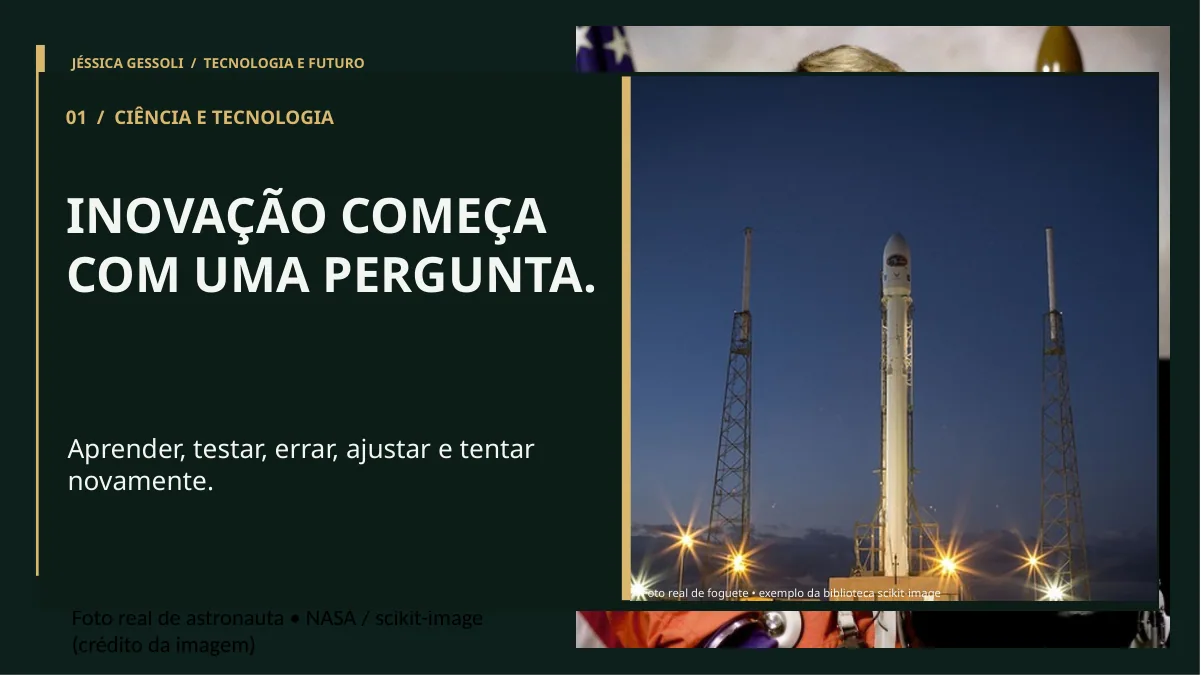 JÉSSICA GESSOLI / TECNOLOGIA E FUTURO
01 / CIÊNCIA E TECNOLOGIA
INOVAÇÃO COMEÇA
COM UMA PERGUNTA.
Aprender, testar, errar, ajustar e tentar
novamente.
Foto real de foguete • exemplo da biblioteca scikit-image
Foto real de astronauta • NASA / scikit-image
(crédito da imagem)